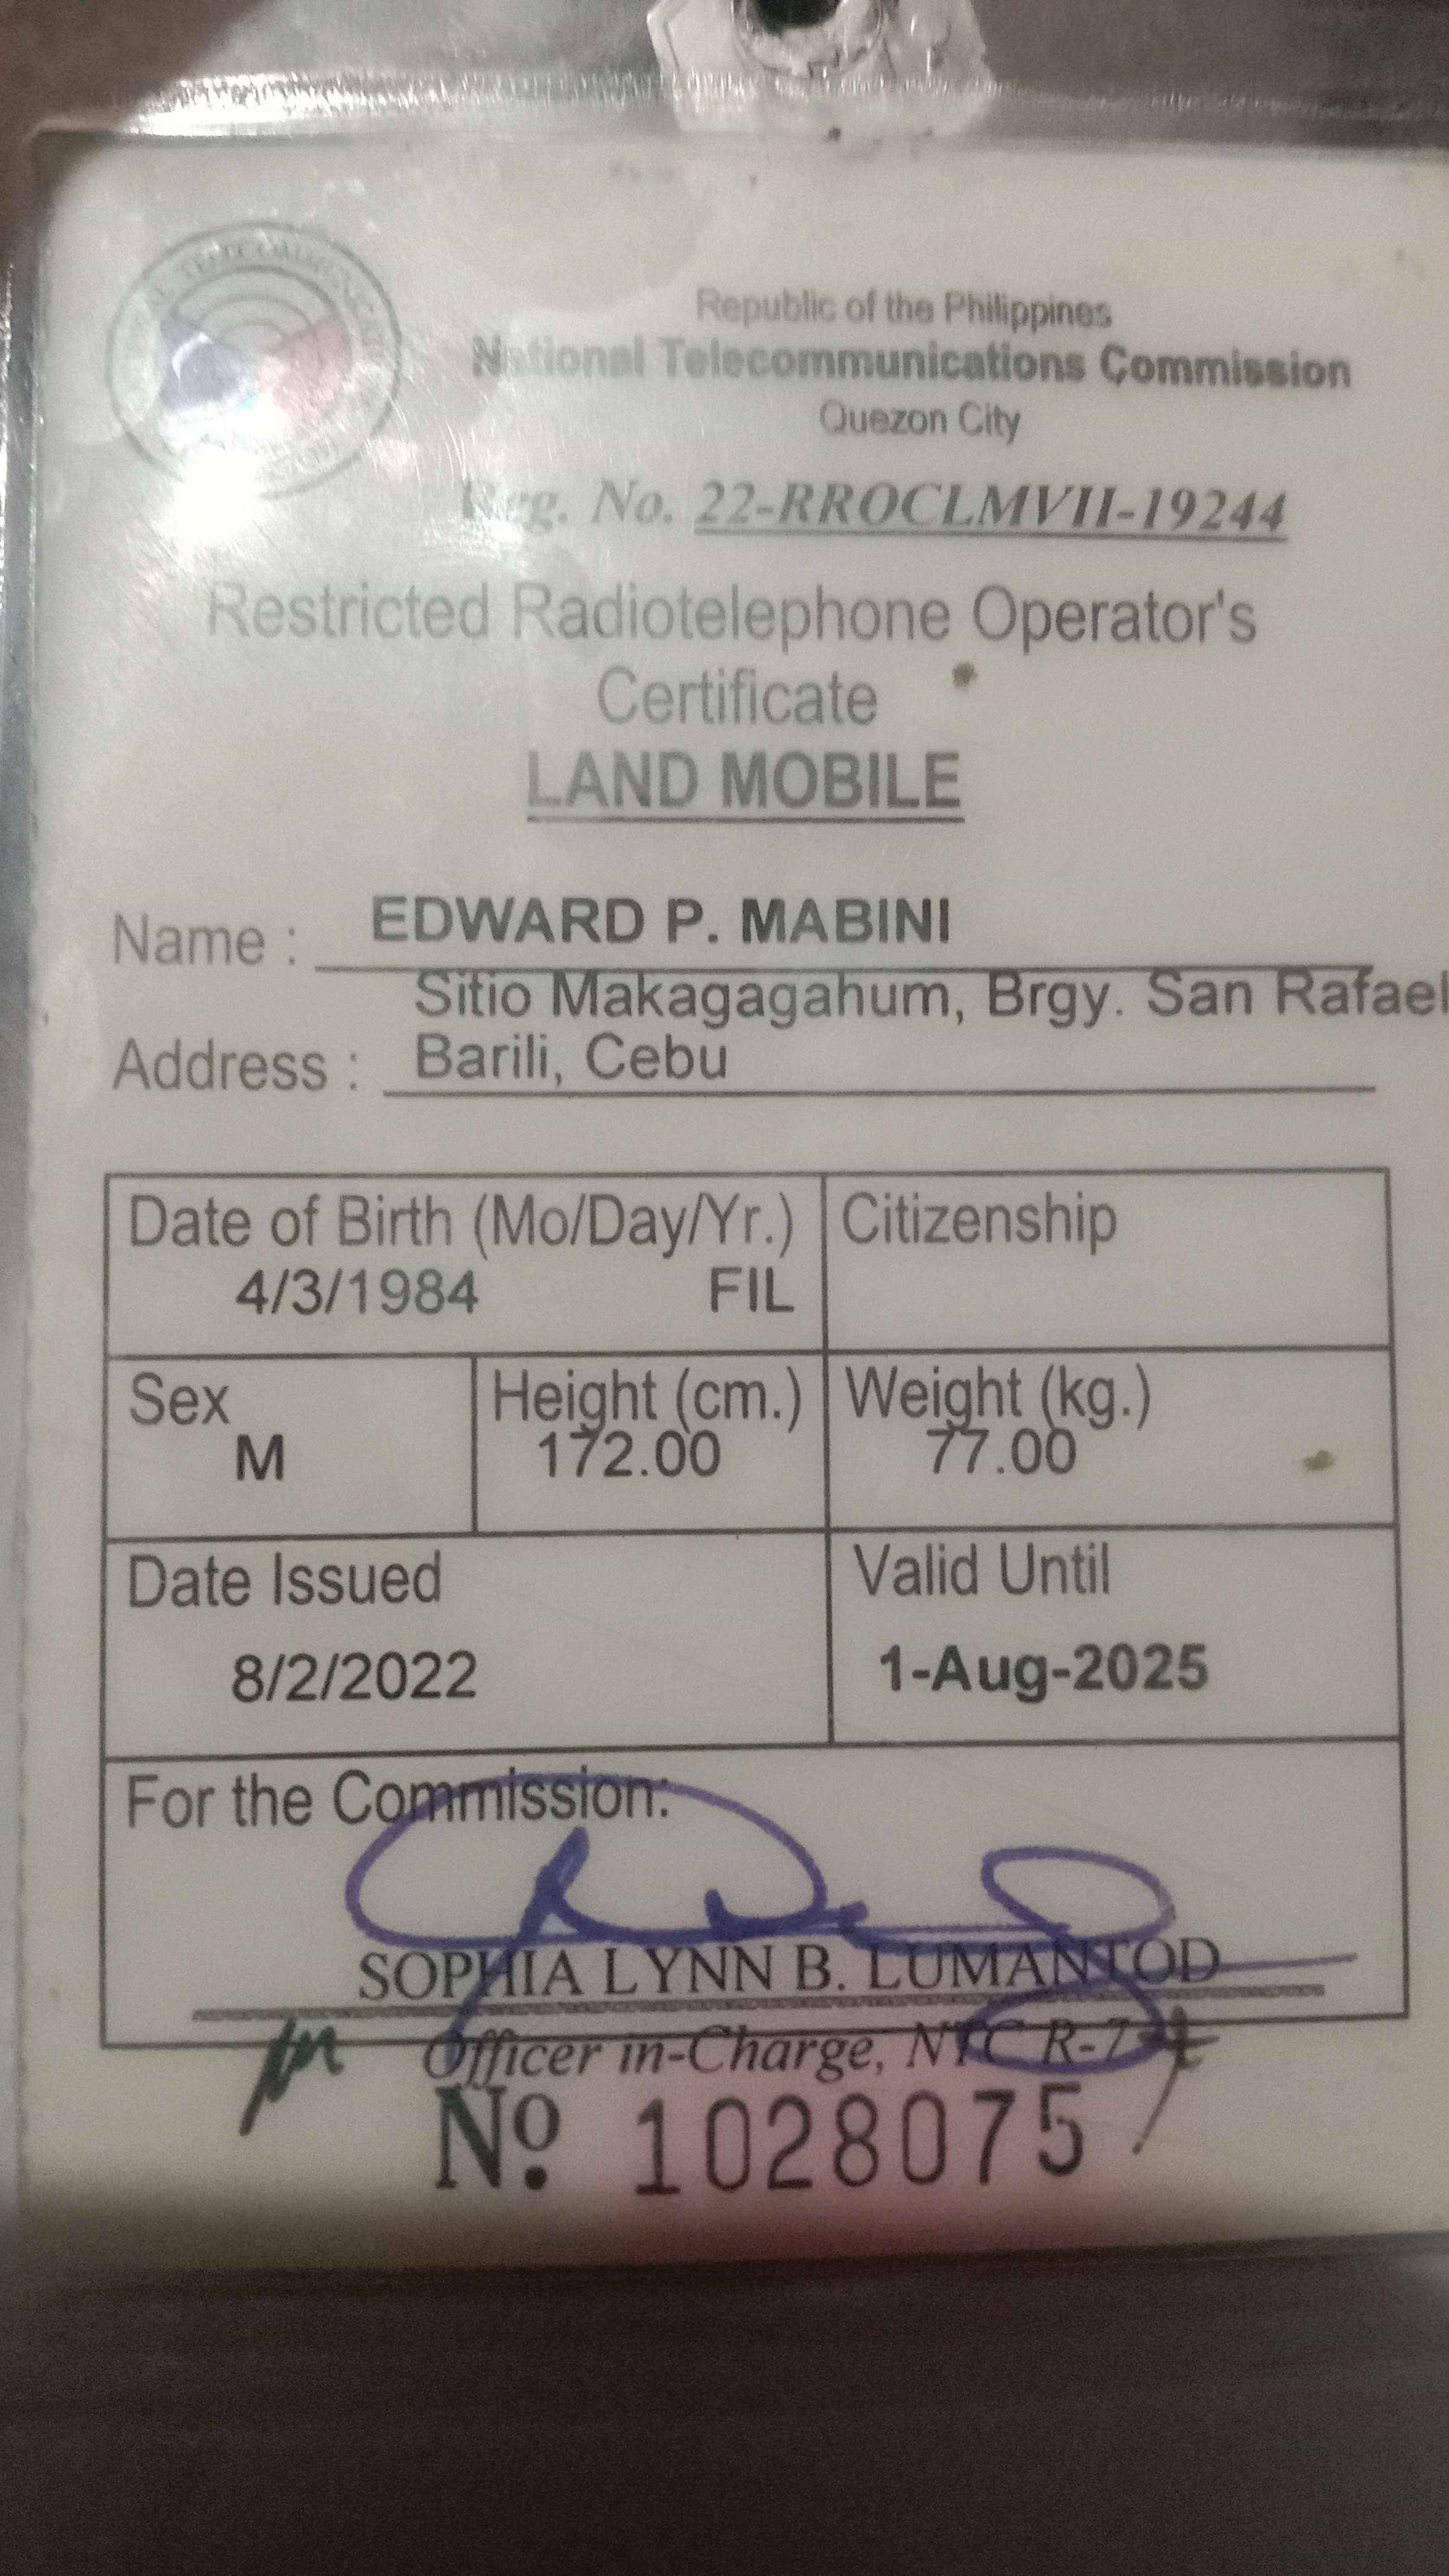 Republic of the Philippines
National Telecommunications Commission
Quezon City
Reg. No. 22-RROCLMVII-19244
Restricted Radiotelephone Operator's
Certificate
LAND MOBILE
Name : EDWARD P. MABINI
Sitio Makagagahum, Brgy. San Rafael
Address : Barili, Cebu
Date of Birth (Mo/Day/Yr.) Citizenship
4/3/1984 FIL
Sex Height (cm.) Weight (kg.)
M 172.00 77.00
Date Issued Valid Until
8/2/2022 1-Aug-2025
For the Commission:
SOPHIA LYNN B. LUMANTOD
Officer in-Charge, NTC R-7
Nº. 1028075